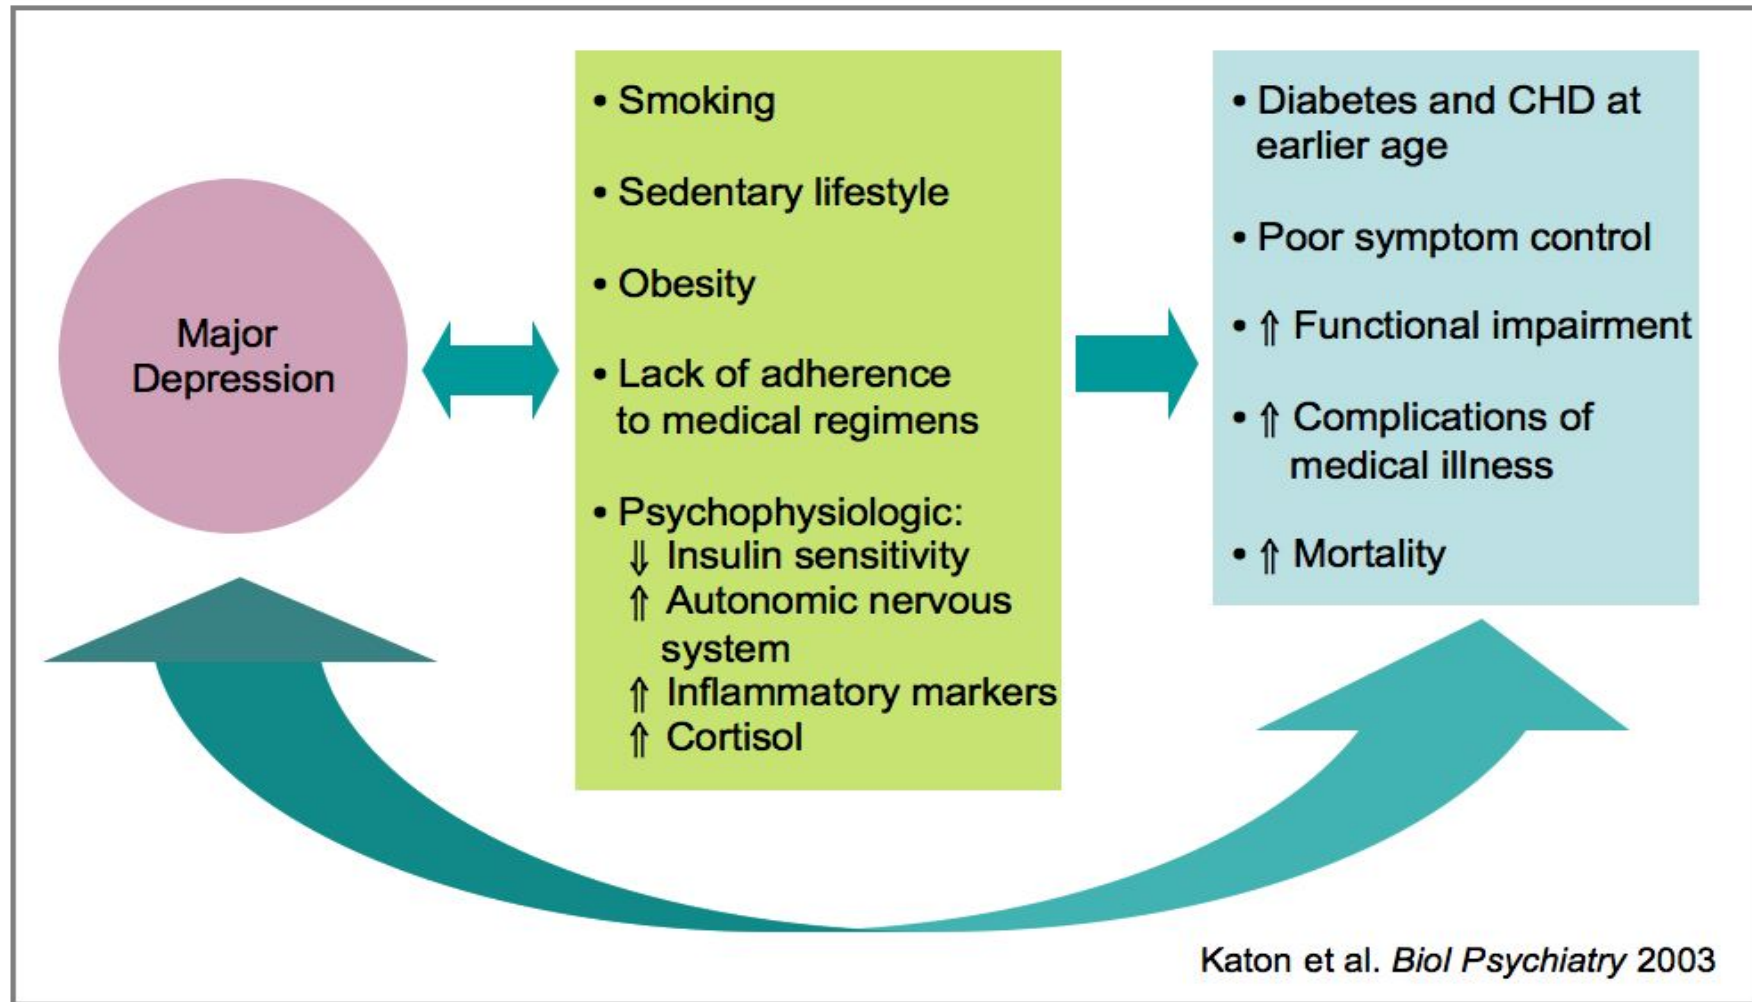 Major
Depression
• Smoking
• Sedentary lifestyle
• Obesity
• Lack of adherence
to medical regimens
• Psychophysiologic:
⇓ Insulin sensitivity
⇑ Autonomic nervous
system
⇑ Inflammatory markers
⇑ Cortisol
• Diabetes and CHD at
earlier age
• Poor symptom control
• ⇑ Functional impairment
• ⇑ Complications of
medical illness
• ⇑ Mortality
Katon et al. Biol Psychiatry 2003